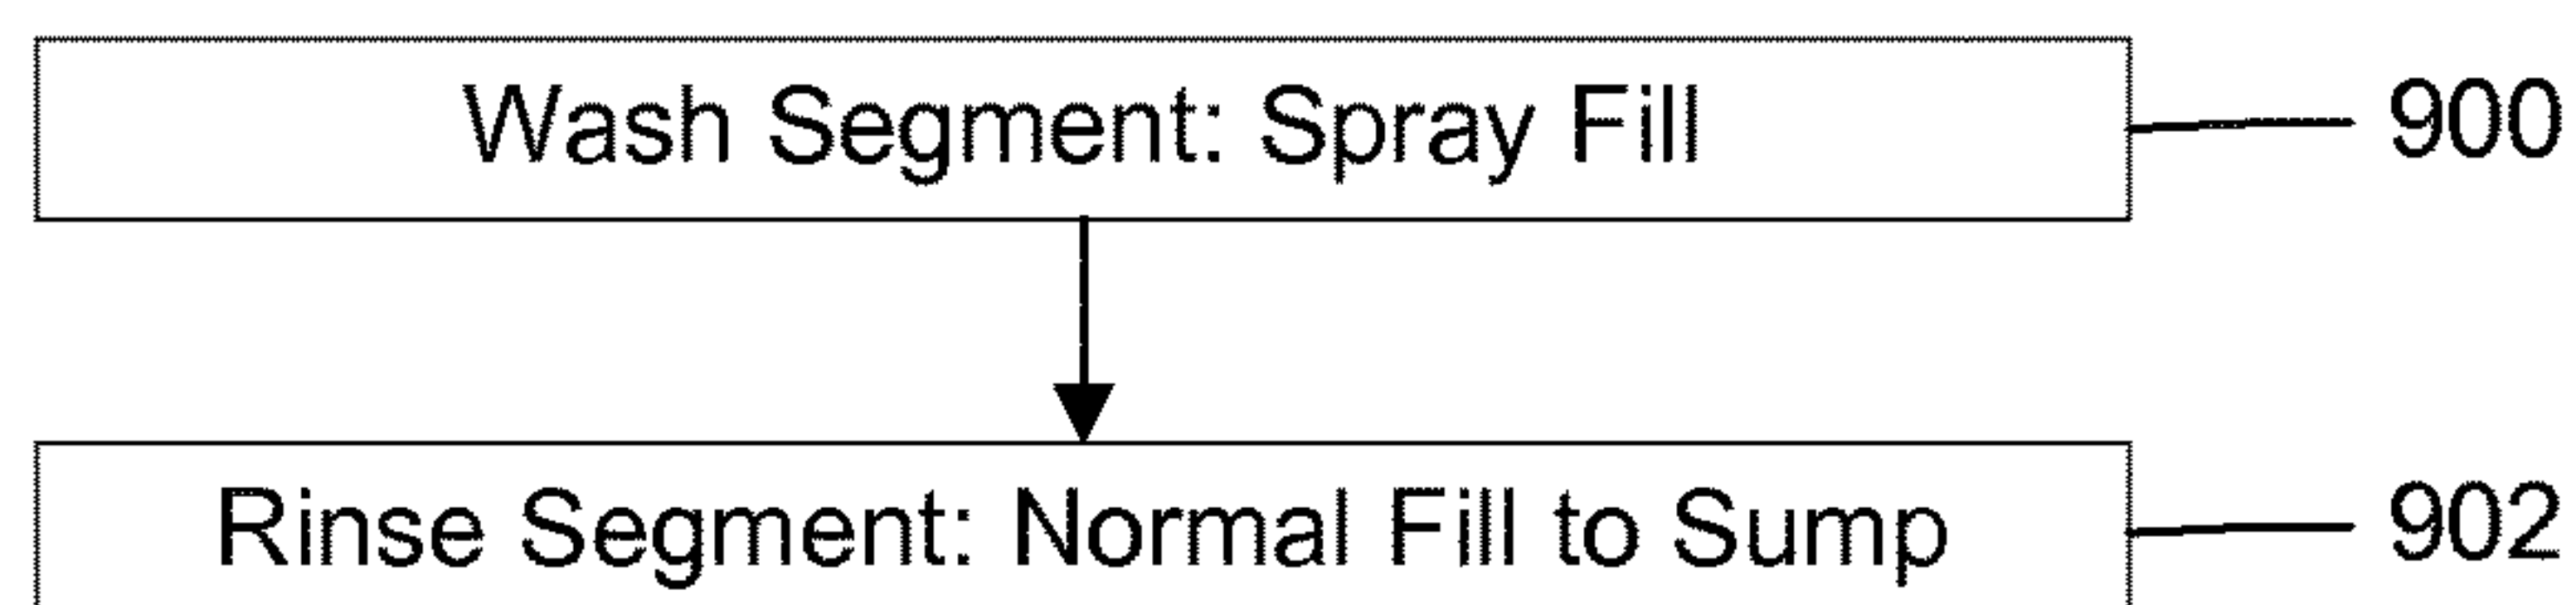 Wash Segment: Spray Fill 900
Rinse Segment: Normal Fill to Sump 902